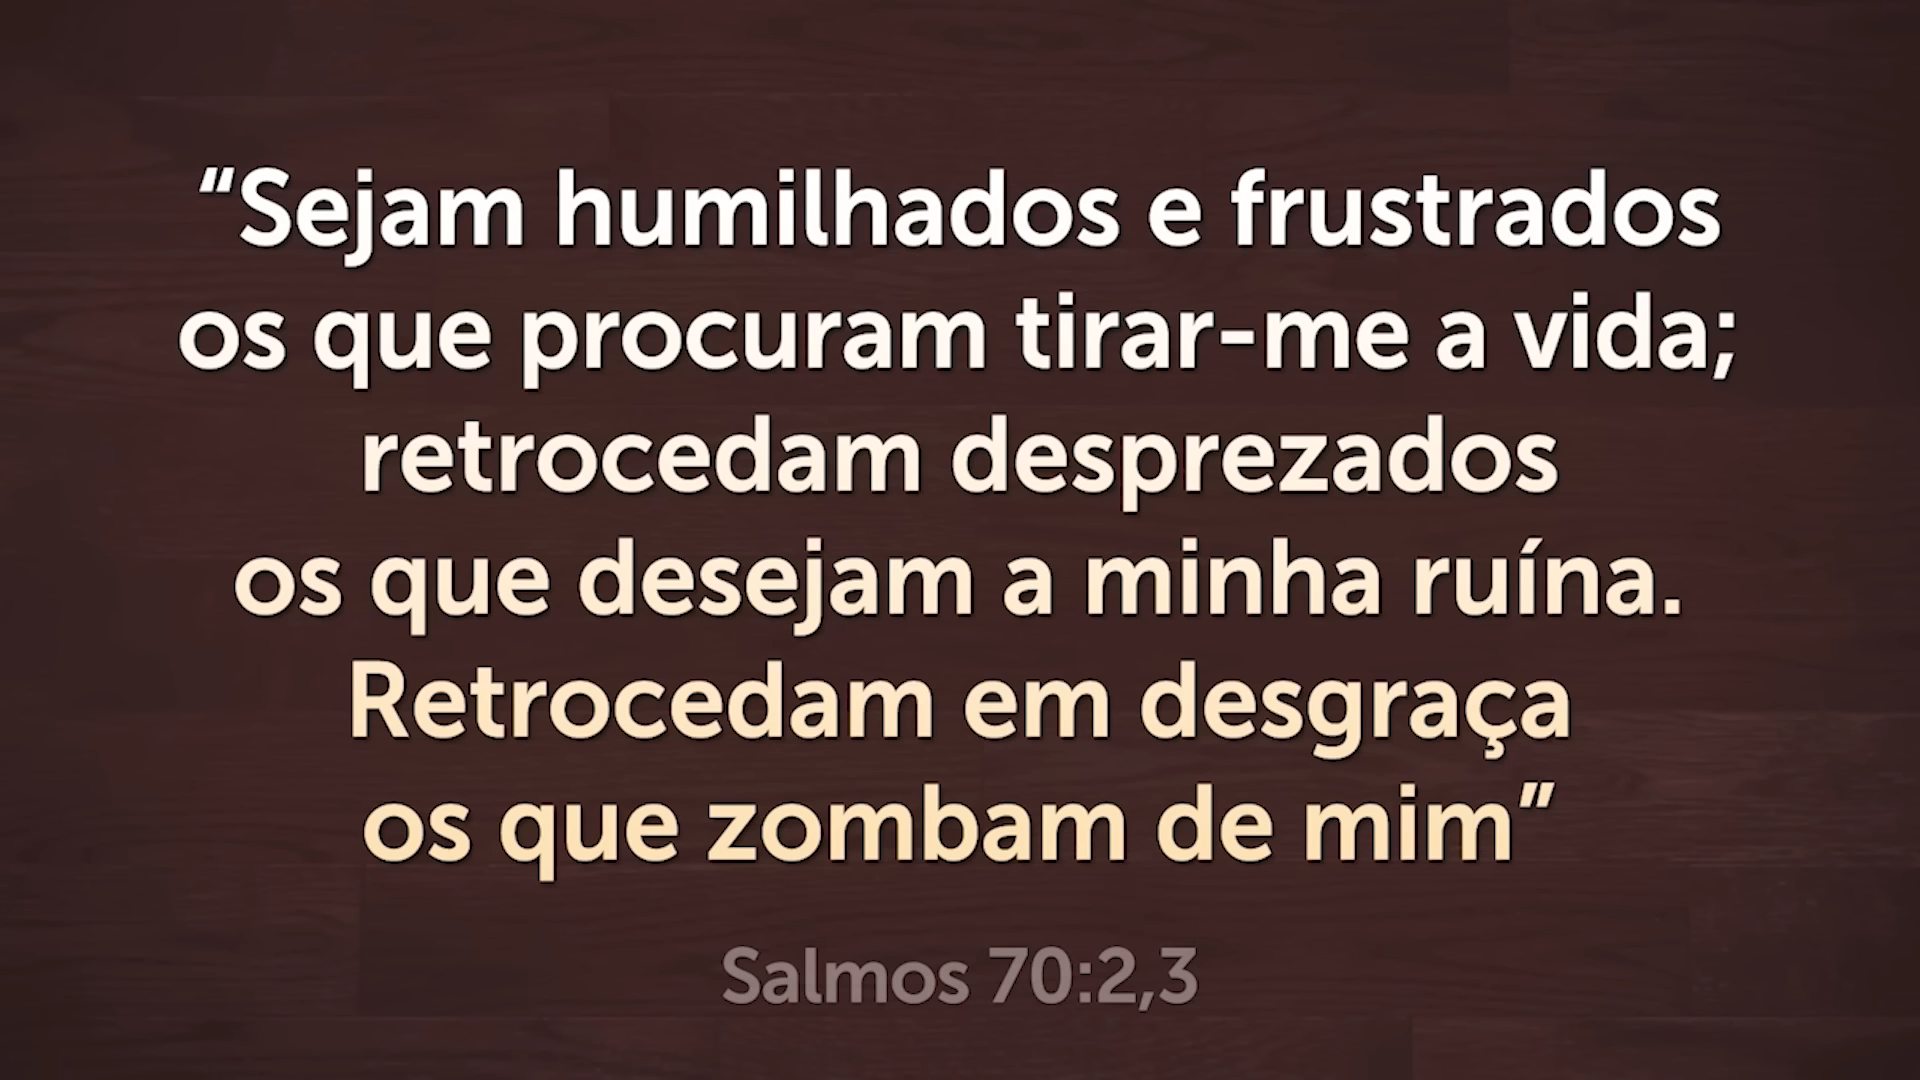 “Sejam humilhados e frustrados
os que procuram tirar-me a vida;
retrocedam desprezados
os que desejam a minha ruína.
Retrocedam em desgraça
os que zombam de mim”
Salmos 70:2,3